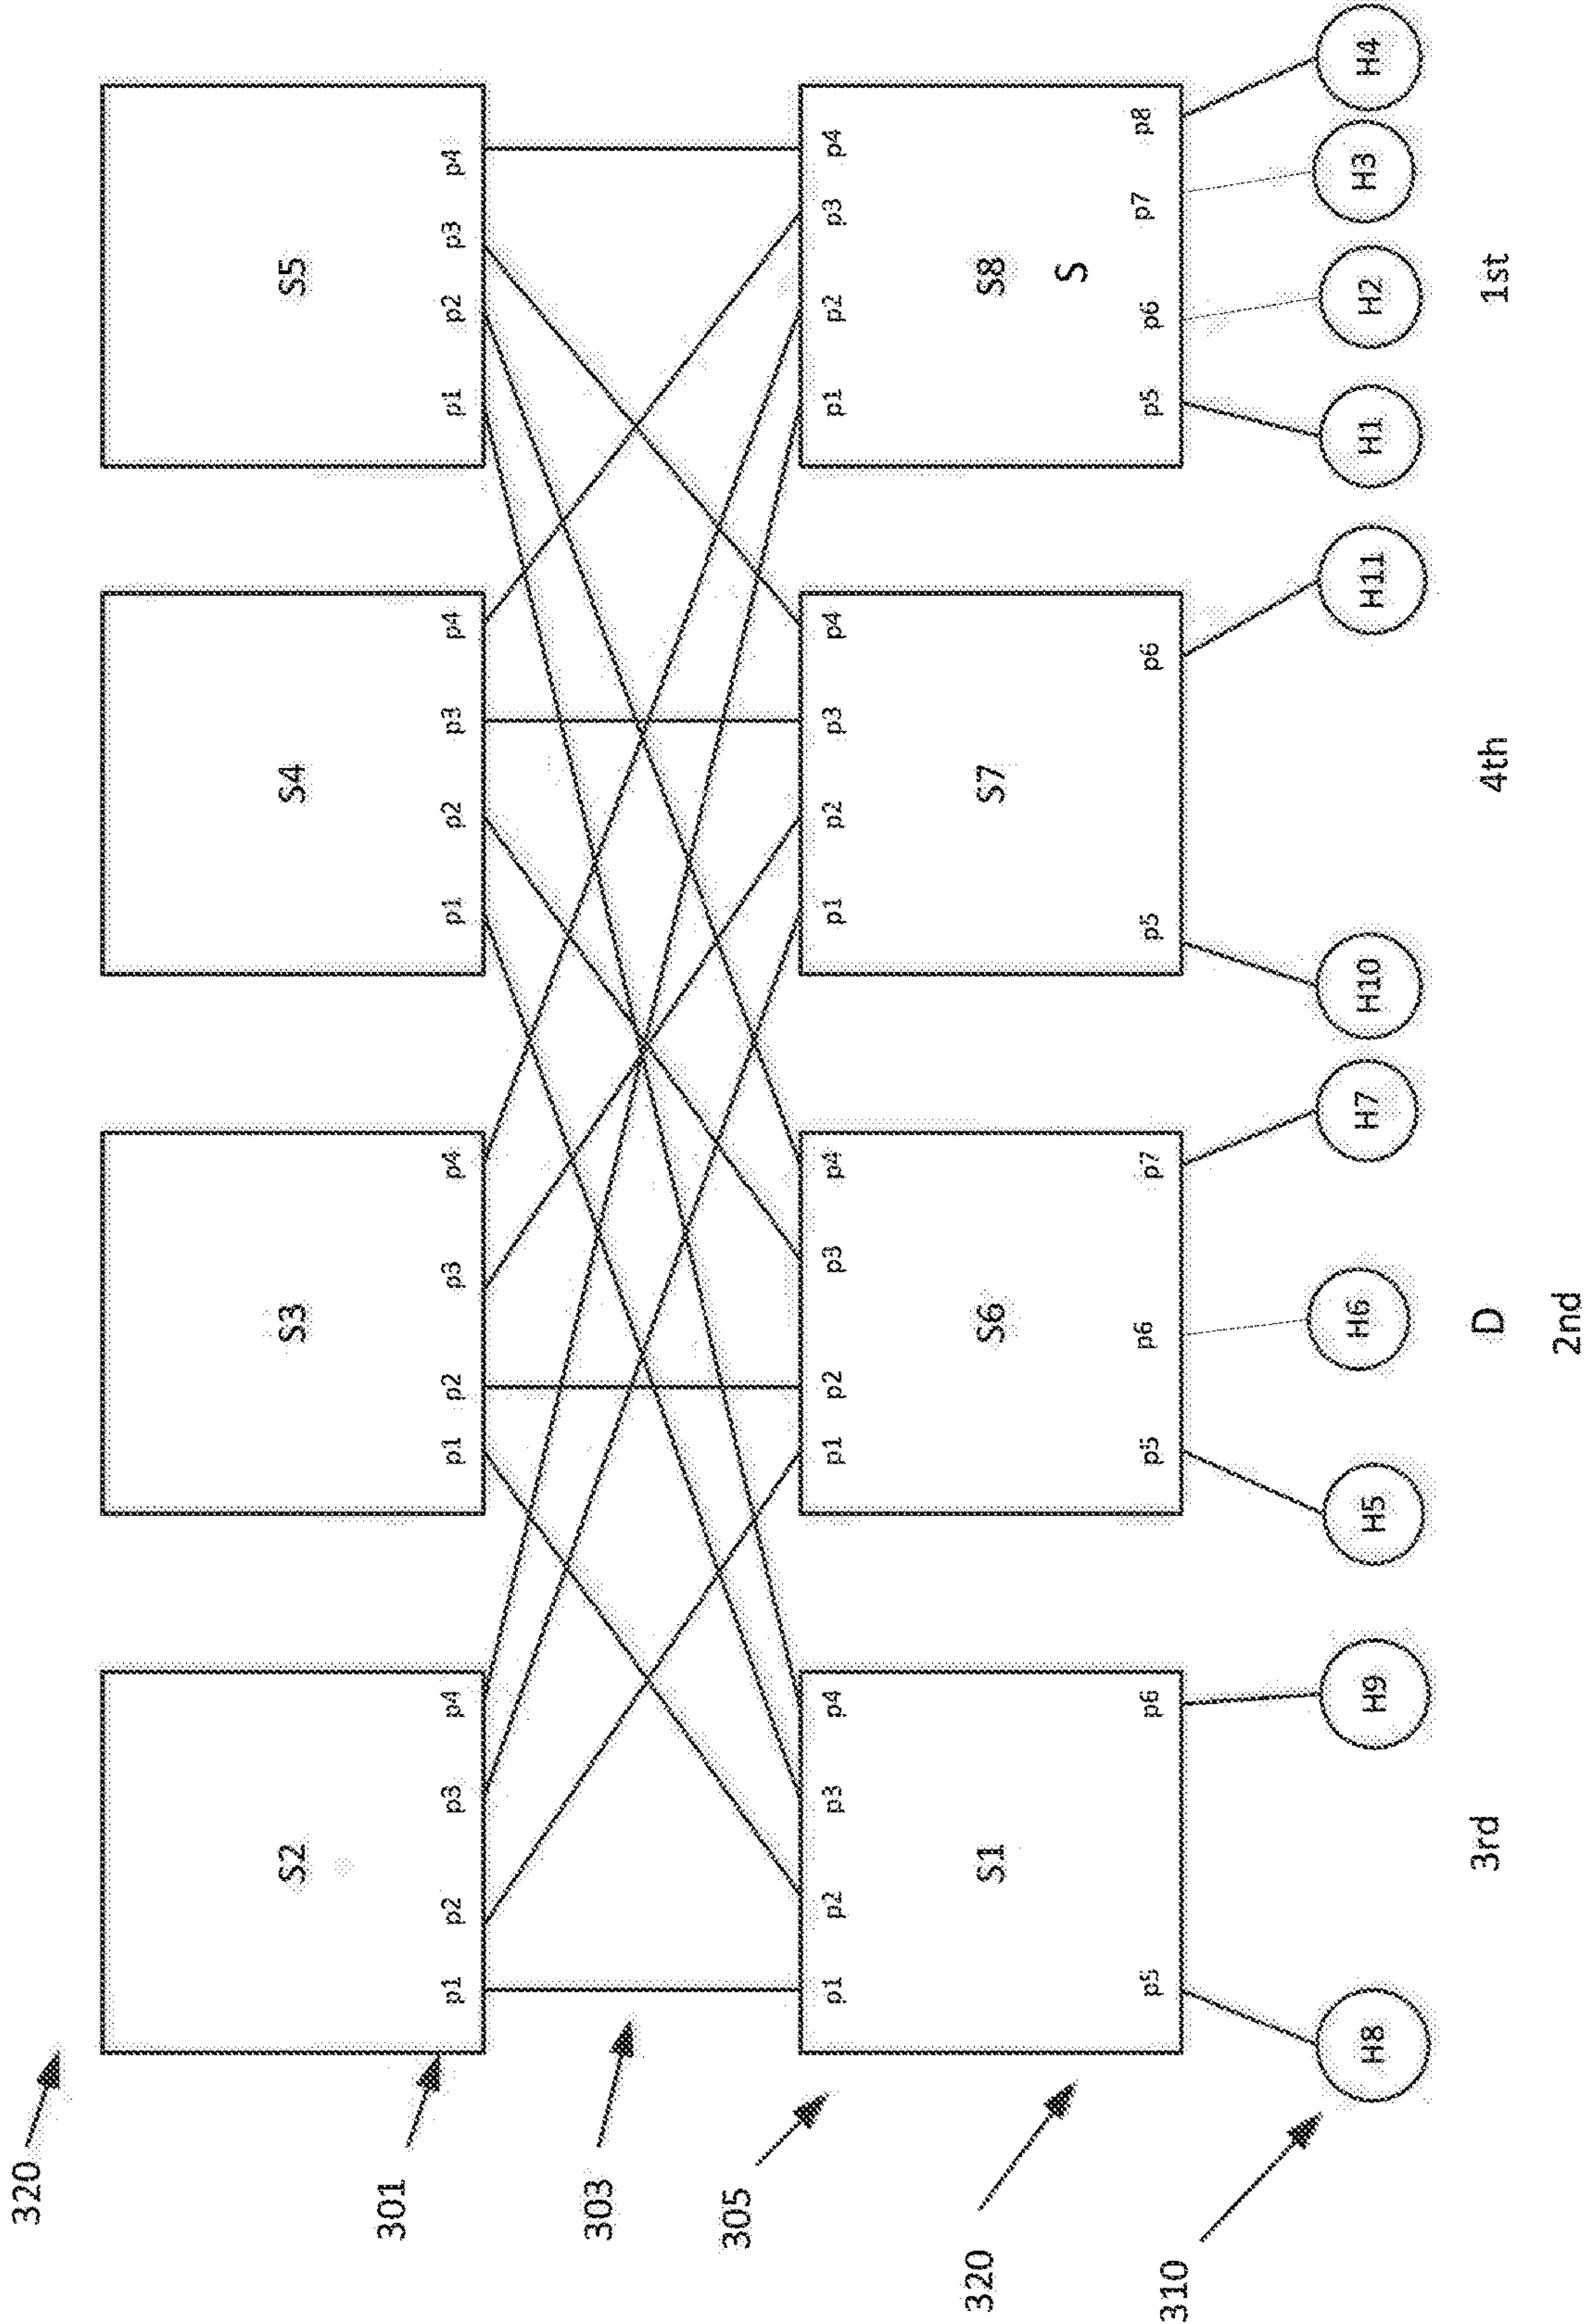 320
S2
S3
S4
S5
301
p1 p2 p3 p4
p1 p2 p3 p4
p1 p2 p3 p4
p1 p2 p3 p4
303
305
p1 p2 p3 p4
p1 p2 p3 p4
p1 p2 p3 p4
p1 p2 p3 p4
S1
S6
S7
S8
S
320
p5 p6
p5 p6 p7
p5 p6
p5 p6 p7 p8
310
H8
H9
H5
H6
H7
H10
H11
H1
H2
H3
H4
3rd
D
2nd
4th
1st